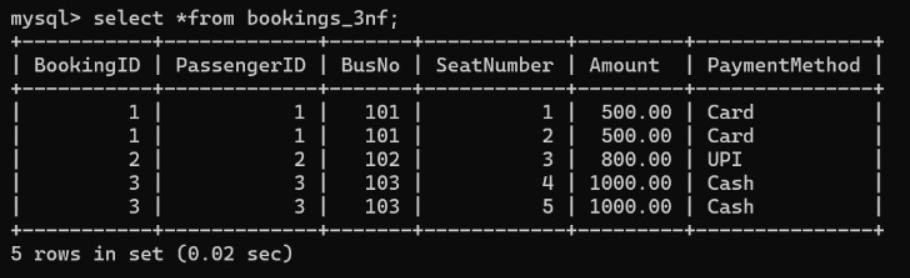 mysql> select *from bookings_3nf;
+-----------+-------------+-------+------------+---------+---------------+
| BookingID | PassengerID | BusNo | SeatNumber | Amount  | PaymentMethod |
+-----------+-------------+-------+------------+---------+---------------+
|         1 |           1 |   101 |          1 |  500.00 | Card          |
|         1 |           1 |   101 |          2 |  500.00 | Card          |
|         2 |           2 |   102 |          3 |  800.00 | UPI           |
|         3 |           3 |   103 |          4 | 1000.00 | Cash          |
|         3 |           3 |   103 |          5 | 1000.00 | Cash          |
+-----------+-------------+-------+------------+---------+---------------+
5 rows in set (0.02 sec)